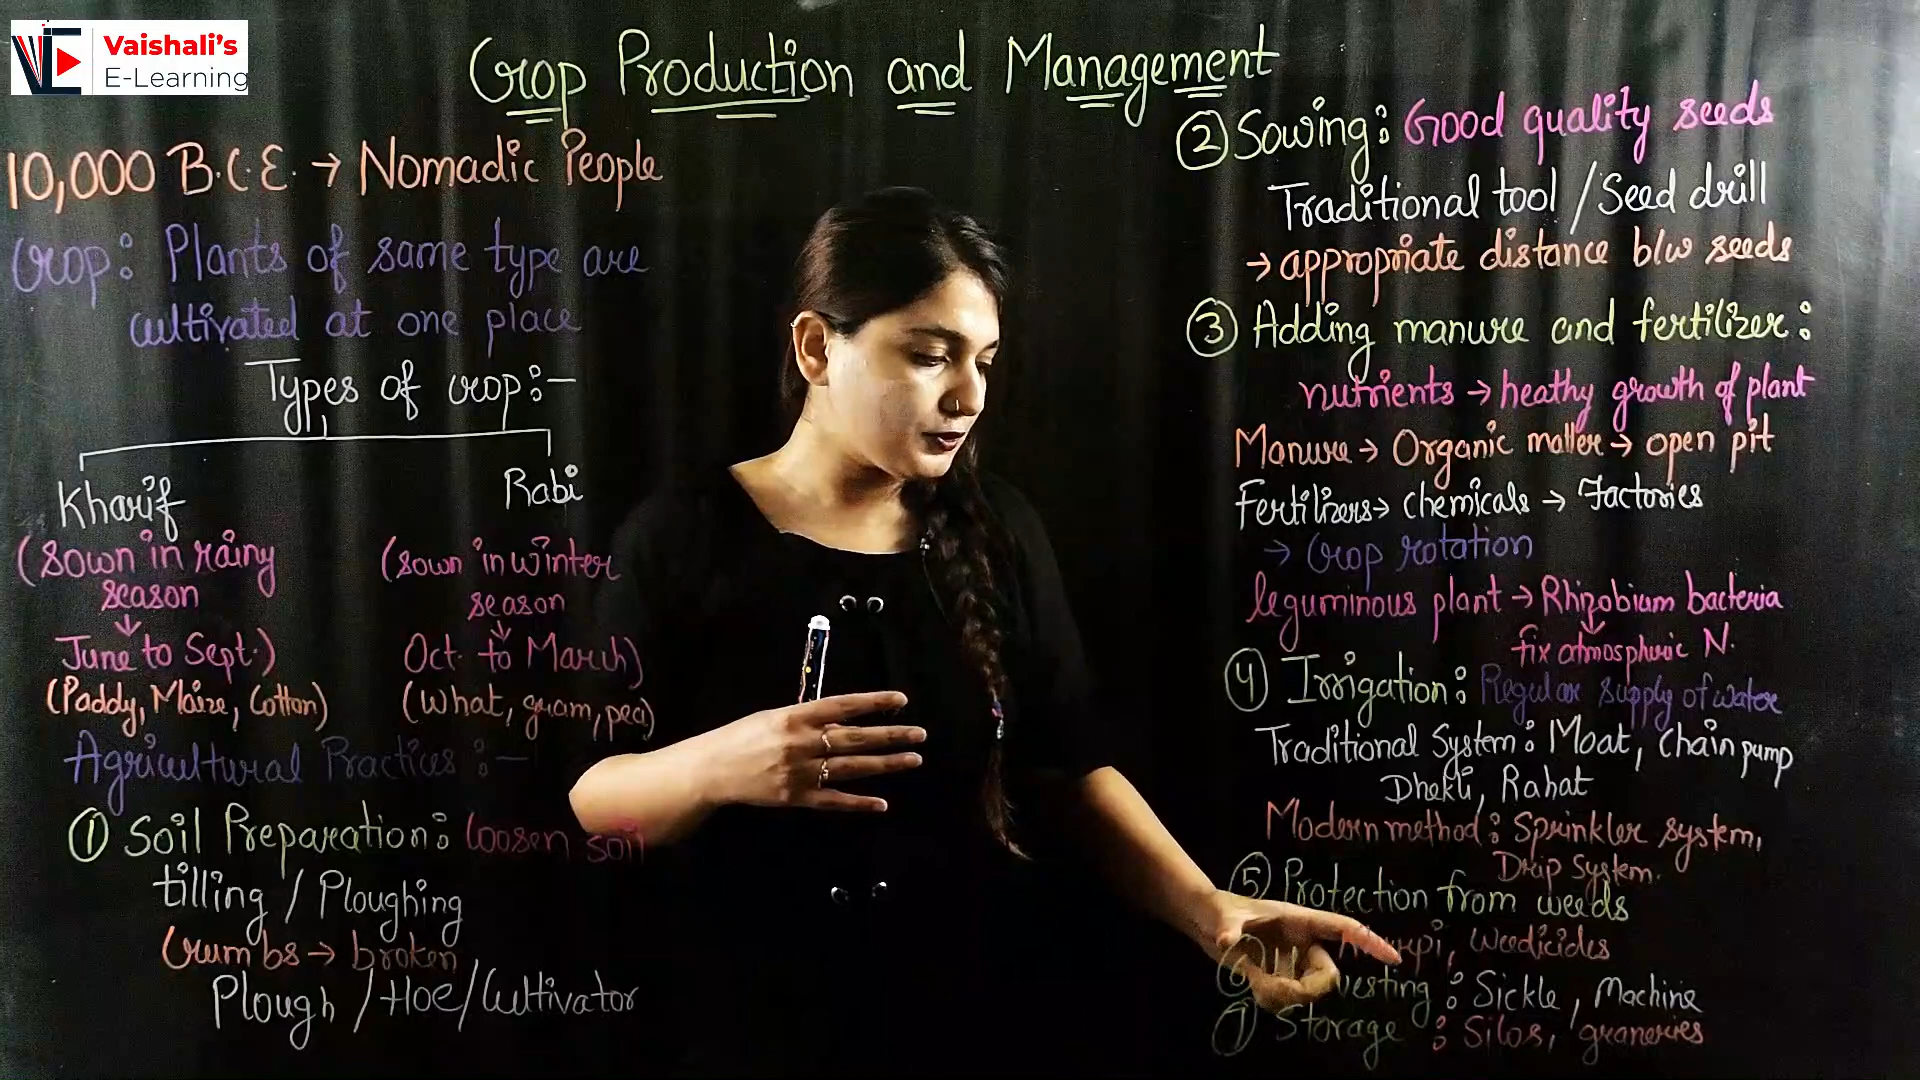 Vaishali's
E-Learning
Crop Production and Management
10,000 B.C.E. → Nomadic People
Crop: Plants of same type are
cultivated at one place
Types of crop:-
Kharif
(sown in rainy
season
↓
June to Sept.)
(Paddy, Maize, Cotton)
Rabi
(sown in winter
season
↓
Oct. to March)
(What, gram, pea)
Agricultural Practices :-
① Soil Preparation: Loosen soil
tilling / Ploughing
Crumbs → broken
Plough / Hoe / Cultivator
② Sowing: Good quality seeds
Traditional tool / Seed drill
→ appropriate distance b/w seeds
③ Adding manure and fertilizer:
nutrients → heathy growth of plant
Manure → Organic matter → open pit
Fertilizers → chemicals → Factories
→ Crop rotation
leguminous plant → Rhizobium bacteria
↓
fix atmospheric N.
④ Irrigation: Regular supply of water
Traditional System: Moat, Chain pump
Dhekli, Rahat
Modern method: Sprinkler system,
Drip System.
⑤ Protection from weeds
Weedicides
⑥ vesting : Sickle, Machine
⑦ Storage : Silos, graneries